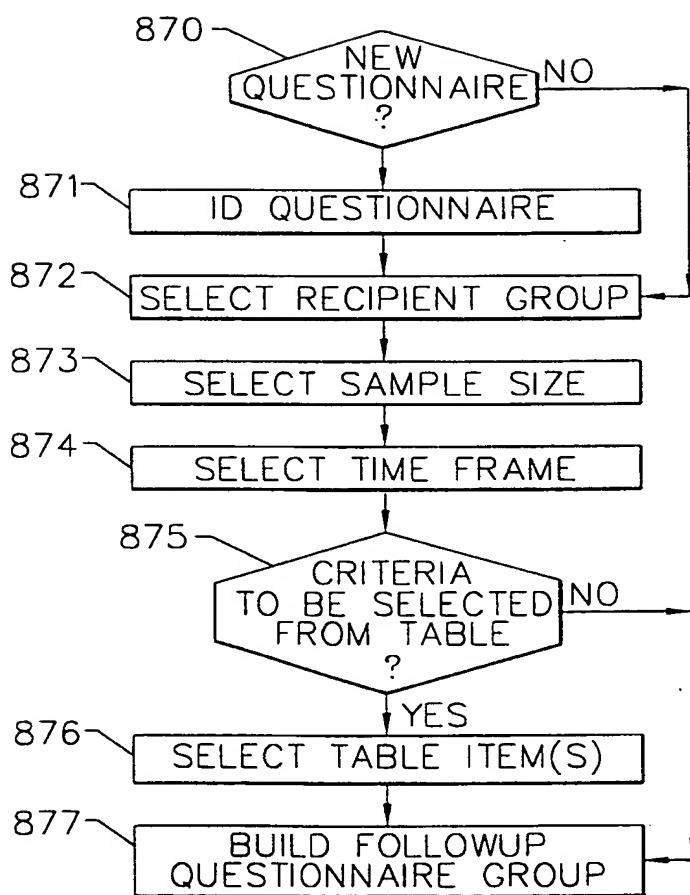 870
NEW
QUESTIONNAIRE
?
NO
871
ID QUESTIONNAIRE
872
SELECT RECIPIENT GROUP
873
SELECT SAMPLE SIZE
874
SELECT TIME FRAME
875
CRITERIA
TO BE SELECTED
FROM TABLE
?
NO
YES
876
SELECT TABLE ITEM(S)
877
BUILD FOLLOWUP
QUESTIONNAIRE GROUP